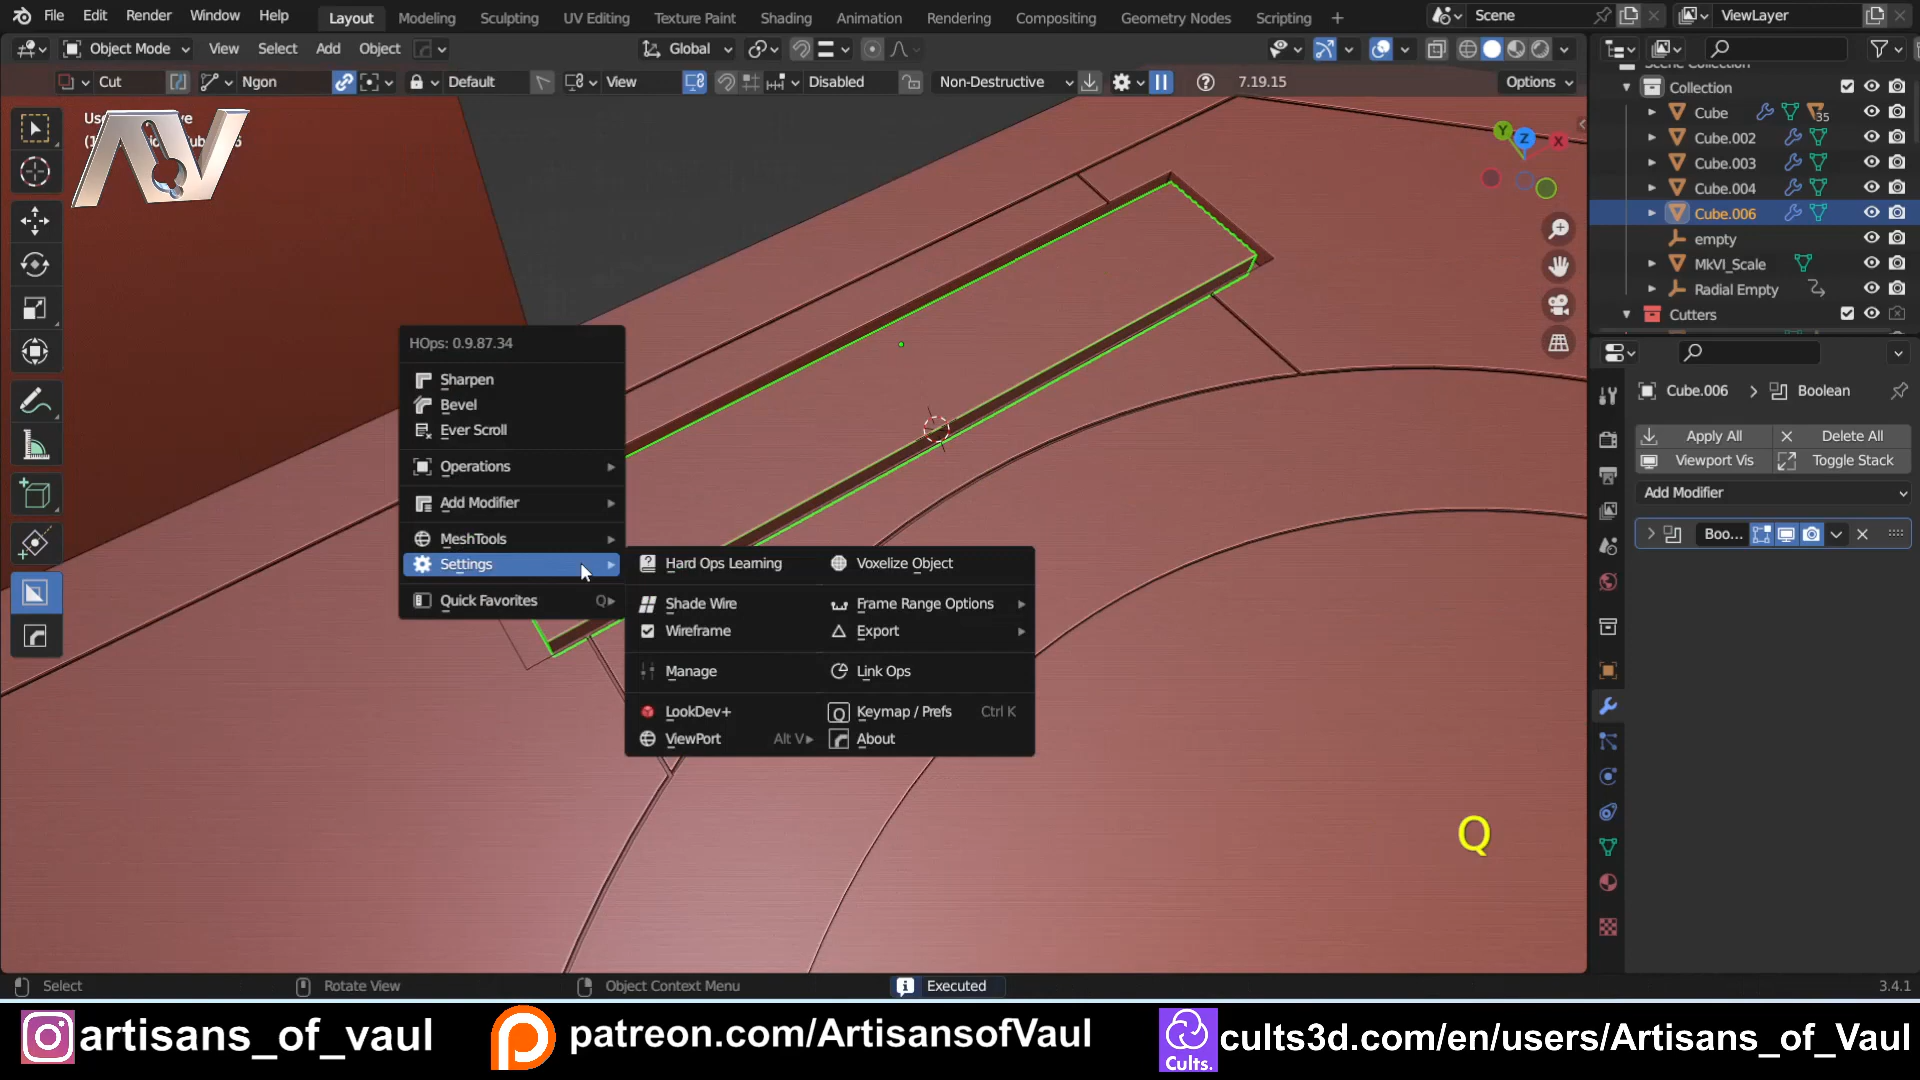 File Edit Render Window Help Layout Modeling Sculpting UV Editing Texture Paint Shading Animation Rendering Compositing Geometry Nodes Scripting + Scene ViewLayer
Object Mode View Select Add Object Global
Cut Ngon Default View Disabled Non-Destructive 7.19.15 Options
Collection
Cube 35
Cube.002
Cube.003
Cube.004
Cube.006
empty
MkVI_Scale
Radial Empty
Cutters
Y Z X
AV
HOps: 0.9.87.34
Sharpen
Bevel
Ever Scroll
Operations
Add Modifier
MeshTools
Settings
Quick Favorites Q
Hard Ops Learning Voxelize Object
Shade Wire Frame Range Options
Wireframe Export
Manage Link Ops
LookDev+ Keymap / Prefs Ctrl K
ViewPort Alt V About
Cube.006 > Boolean
Apply All Delete All
Viewport Vis Toggle Stack
Add Modifier
Boo...
Q
Select Rotate View Object Context Menu Executed 3.4.1
artisans_of_vaul patreon.com/ArtisansofVaul Cults. cults3d.com/en/users/Artisans_of_Vaul